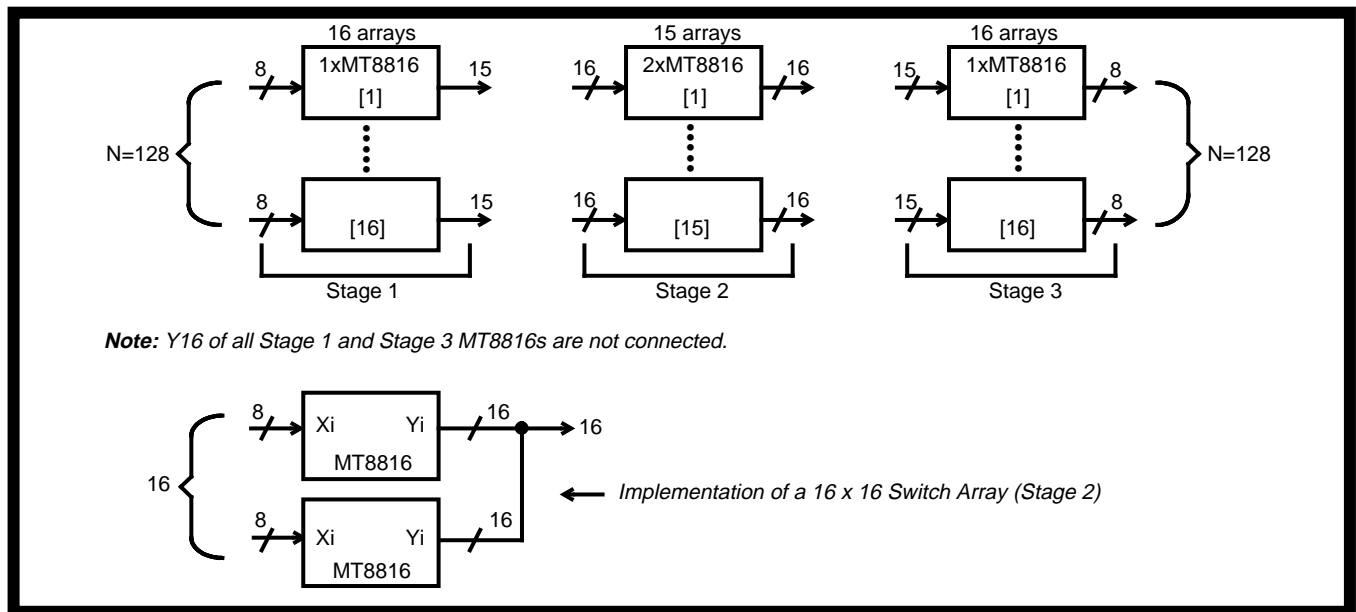 16 arrays 15 arrays 16 arrays
8 1xMT8816 15 16 2xMT8816 16 15 1xMT8816 8
[1] [1] [1]
N=128 N=128
8 15 16 16 15 8
[16] [15] [16]
Stage 1 Stage 2 Stage 3
Note: Y16 of all Stage 1 and Stage 3 MT8816s are not connected.
8 Xi Yi 16 16
MT8816
16 Implementation of a 16 x 16 Switch Array (Stage 2)
8 Xi Yi 16
MT8816